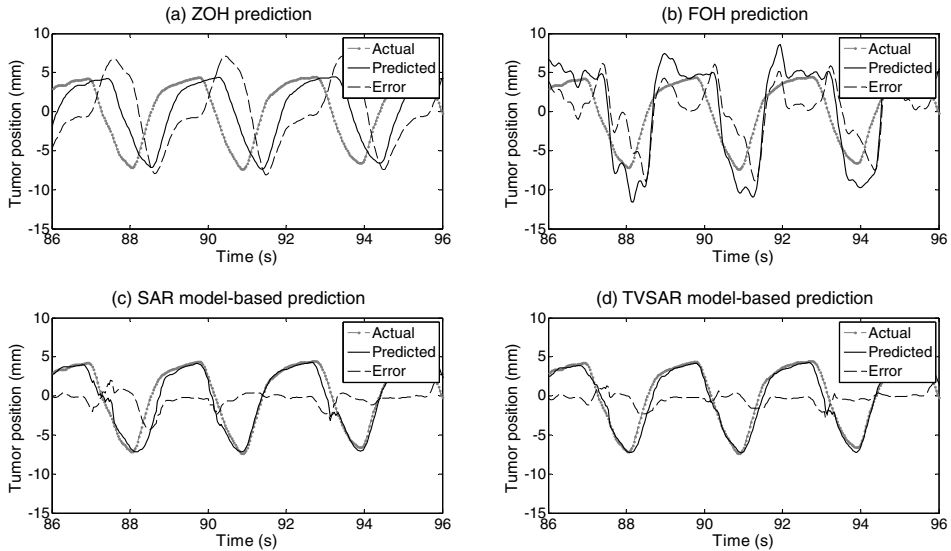 (a) ZOH prediction
Tumor position (mm)
10
5
0
-5
-10
-15
86
88
90
92
94
96
Time (s)
Actual
Predicted
Error
(b) FOH prediction
Tumor position (mm)
10
5
0
-5
-10
-15
86
88
90
92
94
96
Time (s)
Actual
Predicted
Error
(c) SAR model-based prediction
Tumor position (mm)
10
5
0
-5
-10
-15
86
88
90
92
94
96
Time (s)
Actual
Predicted
Error
(d) TVSAR model-based prediction
Tumor position (mm)
10
5
0
-5
-10
-15
86
88
90
92
94
96
Time (s)
Actual
Predicted
Error